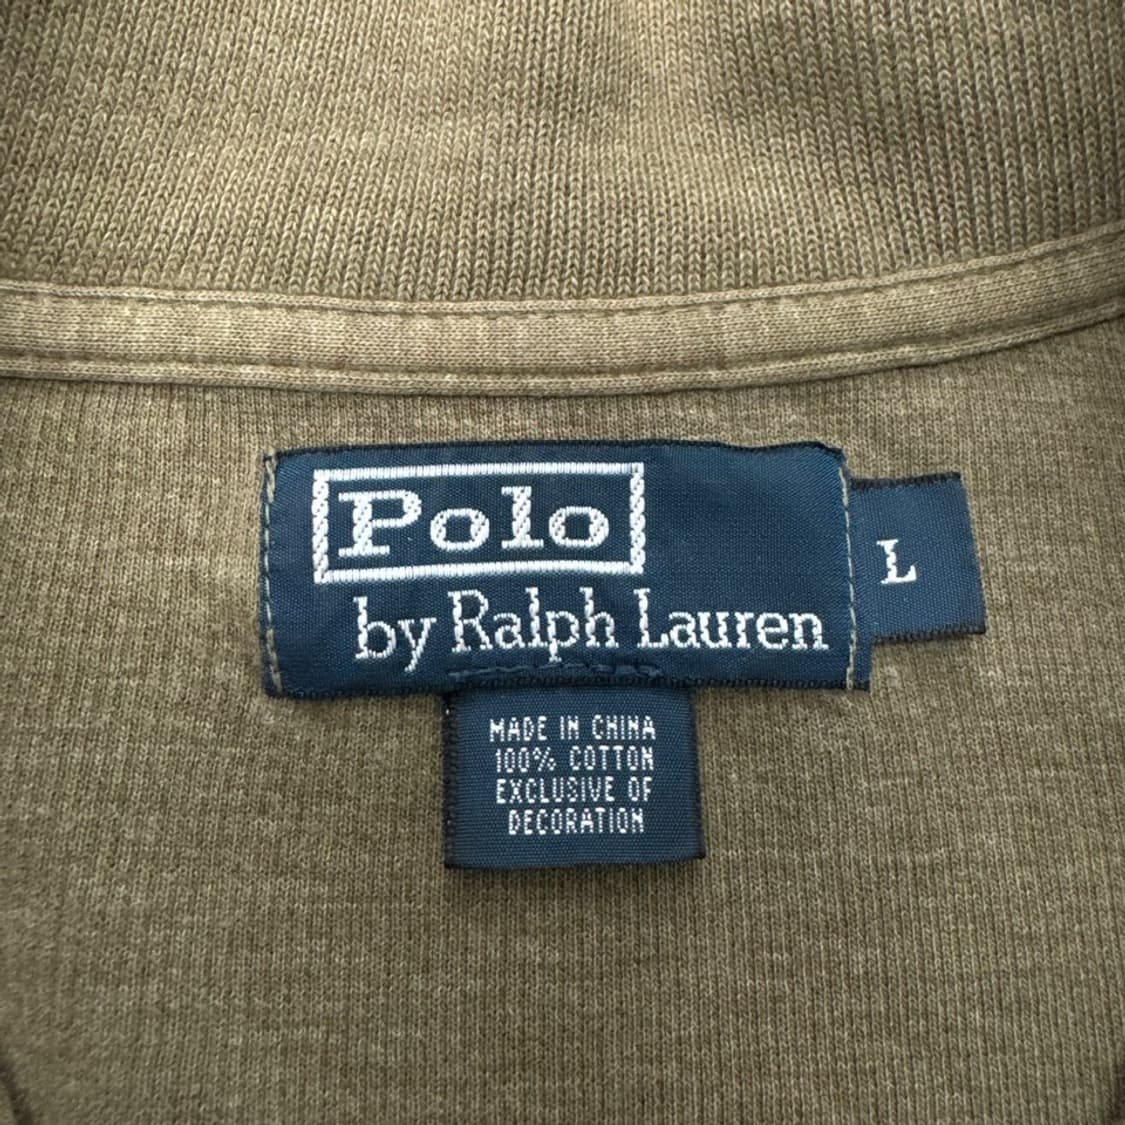 Polo
by Ralph Lauren
L
MADE IN CHINA
100% COTTON
EXCLUSIVE OF
DECORATION